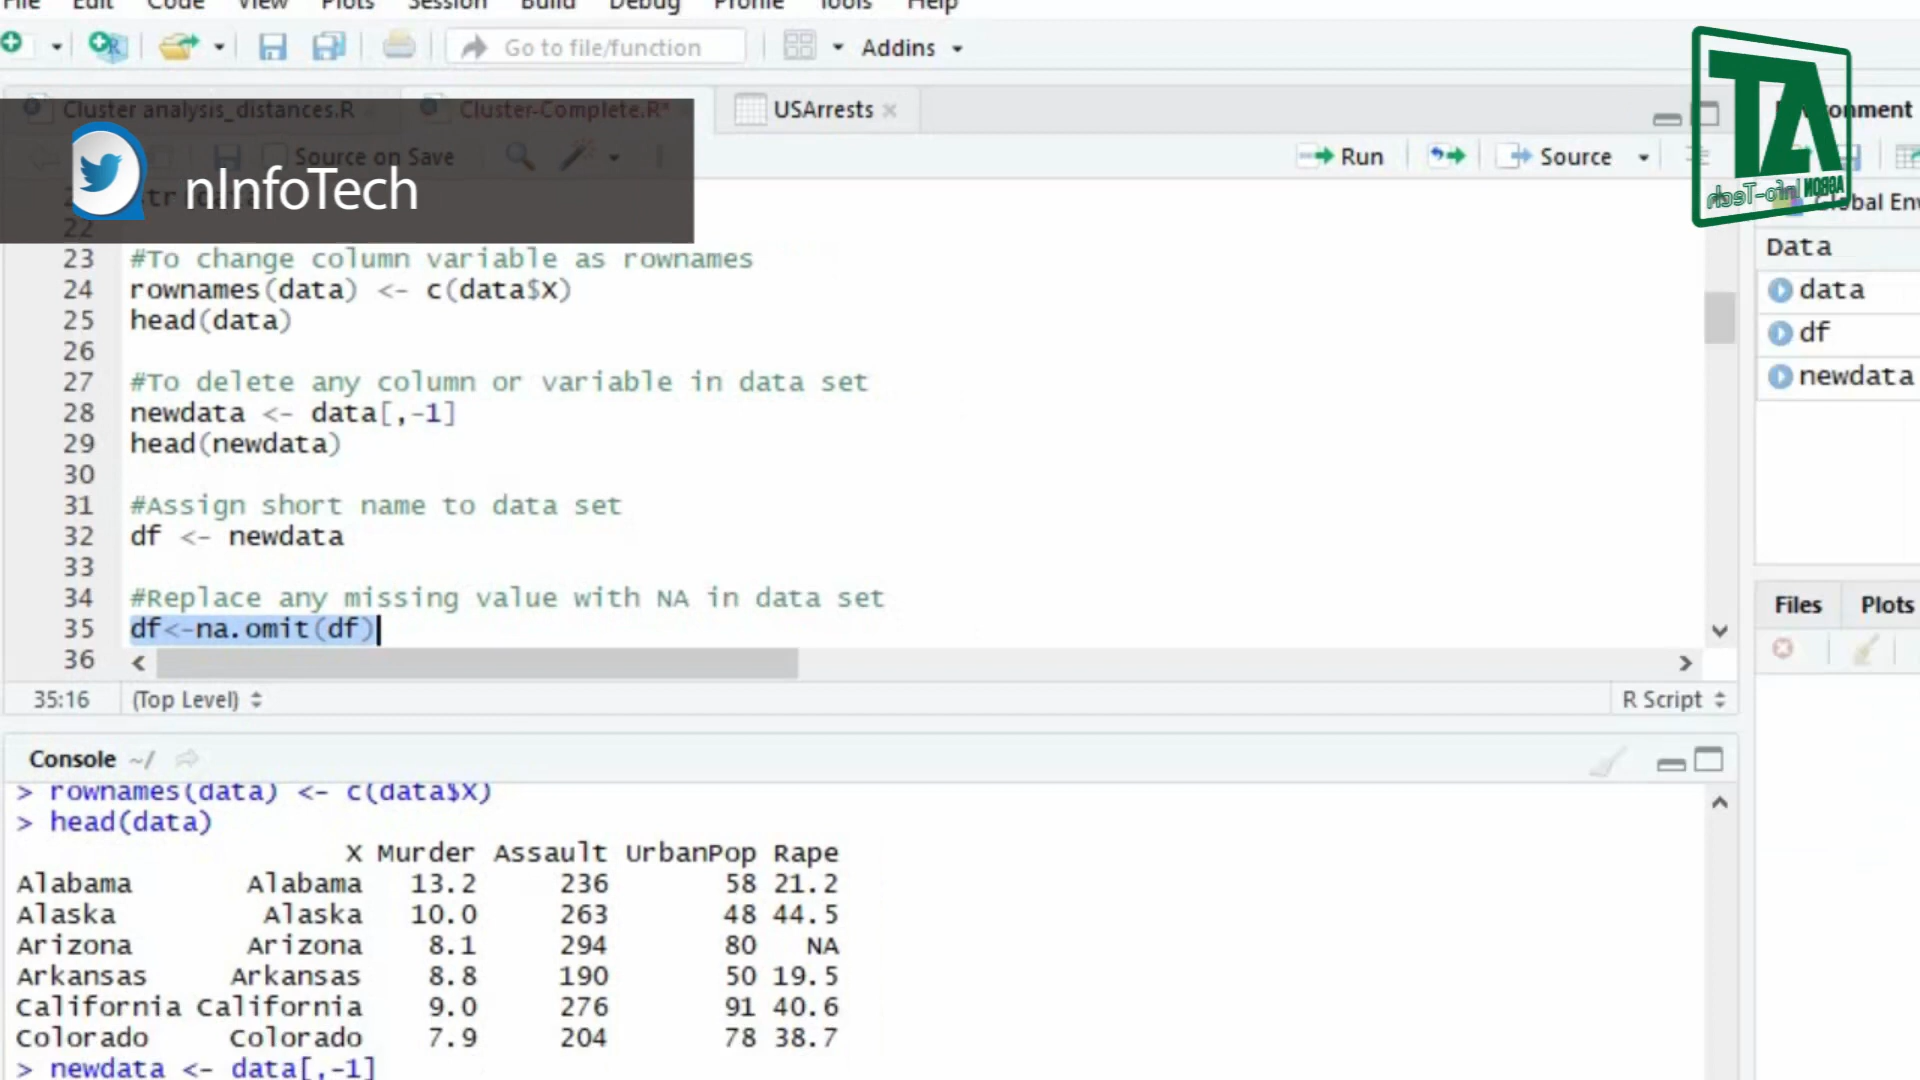 File Edit Code View Plots Session Build Debug Profile Tools Help
Go to file/function Addins
Cluster analysis_distances.R Cluster-Complete.R* USArrests
Environment
Source on Save Run Source
nInfoTech
AGRON Info-Tech
Global Env
22
23 #To change column variable as rownames
24 rownames(data) <- c(data$X)
25 head(data)
26
27 #To delete any column or variable in data set
28 newdata <- data[,-1]
29 head(newdata)
30
31 #Assign short name to data set
32 df <- newdata
33
34 #Replace any missing value with NA in data set
35 df<-na.omit(df)
36
35:16 (Top Level) R Script
Data
data
df
newdata
Files Plots
Console ~/
> rownames(data) <- c(data$X)
> head(data)
X Murder Assault UrbanPop Rape
Alabama Alabama 13.2 236 58 21.2
Alaska Alaska 10.0 263 48 44.5
Arizona Arizona 8.1 294 80 NA
Arkansas Arkansas 8.8 190 50 19.5
California California 9.0 276 91 40.6
Colorado Colorado 7.9 204 78 38.7
> newdata <- data[,-1]